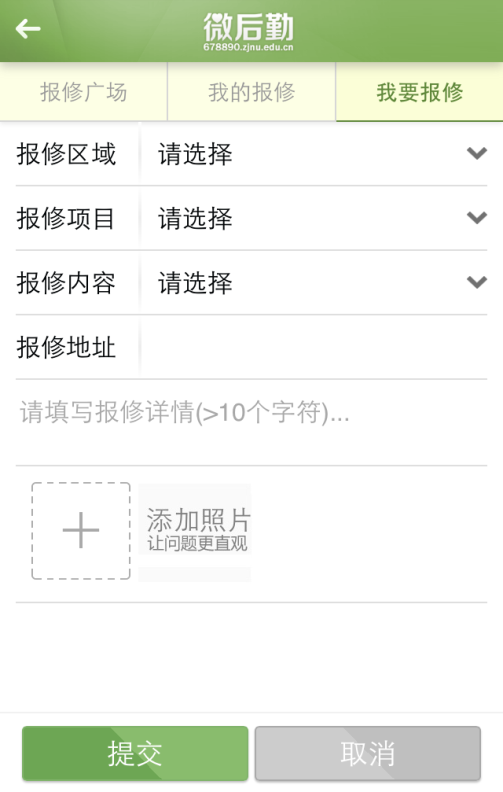 微后勤
678890.zjnu.edu.cn
报修广场
我的报修
我要报修
报修区域 请选择
报修项目 请选择
报修内容 请选择
报修地址
请填写报修详情(>10个字符)...
添加照片
让问题更直观
提交
取消